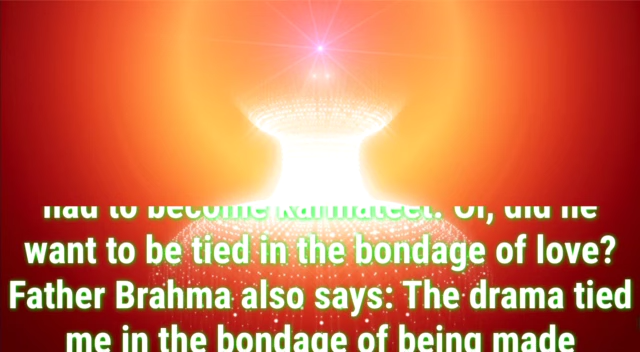 had to become karmateet. Or, did he
want to be tied in the bondage of love?
Father Brahma also says: The drama tied
me in the bondage of being made